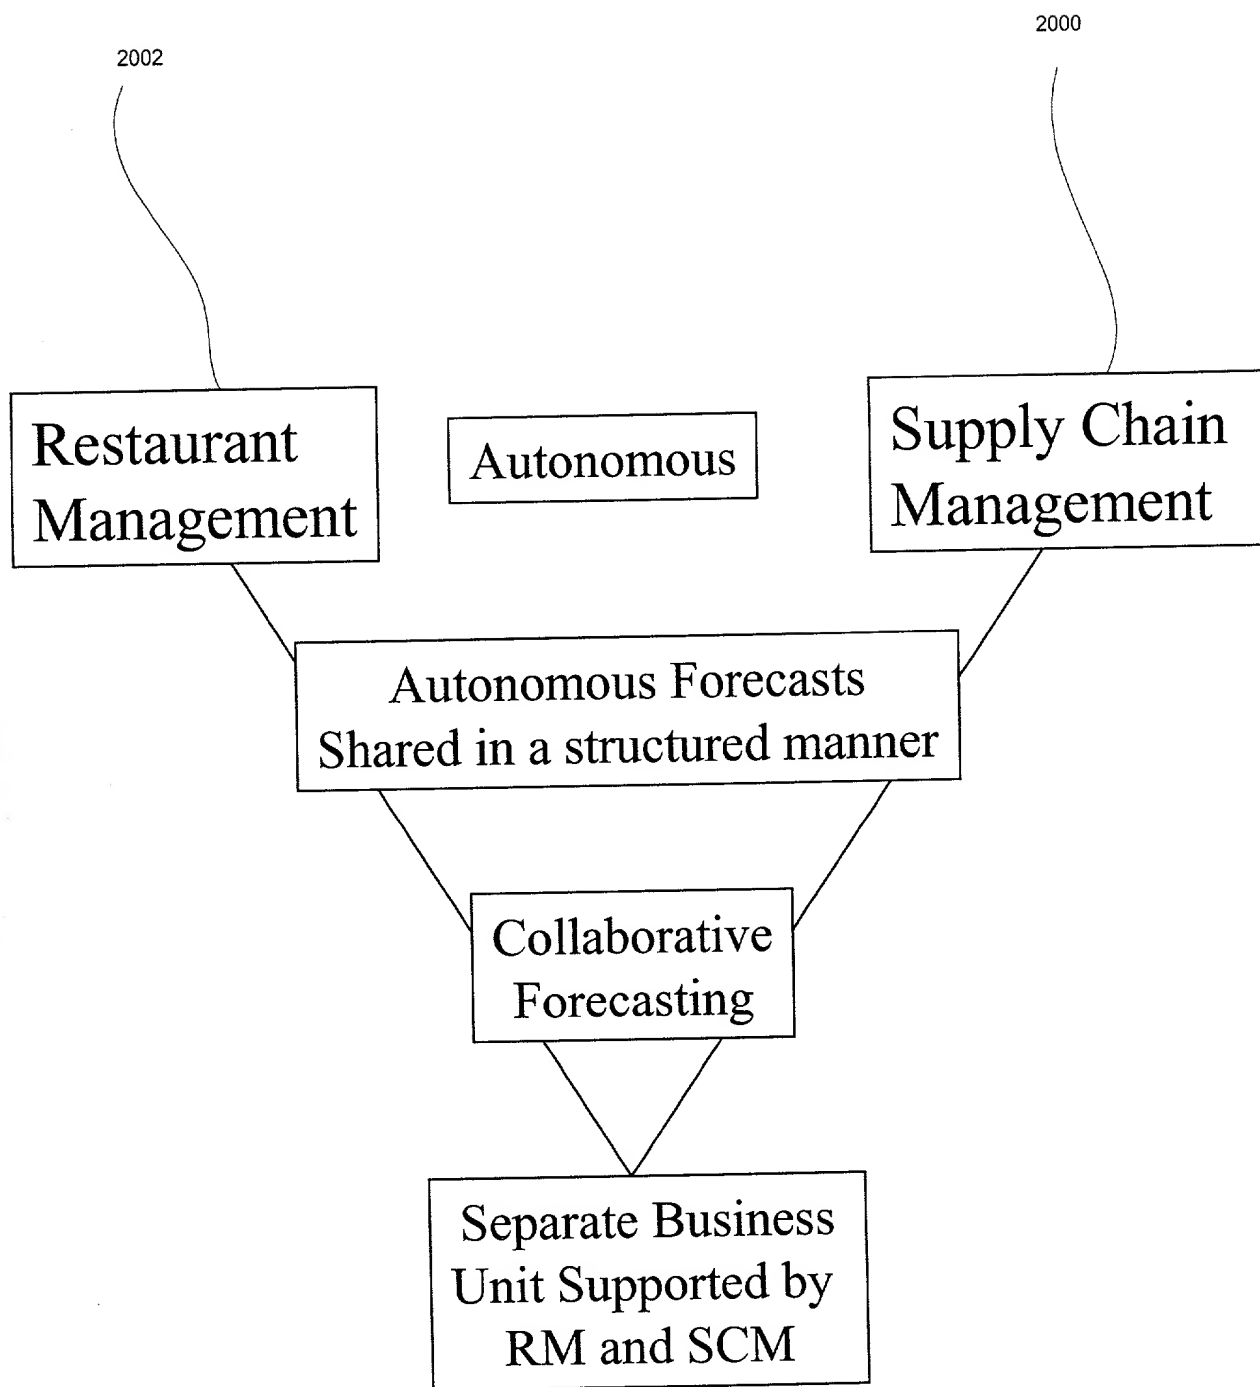 2002
2000
Restaurant
Management
Autonomous
Supply Chain
Management
Autonomous Forecasts
Shared in a structured manner
Collaborative
Forecasting
Separate Business
Unit Supported by
RM and SCM